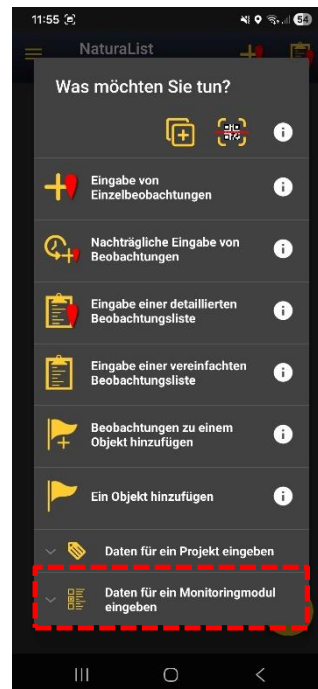 11:55
54
NaturaList
Was möchten Sie tun?
Eingabe von
Einzelbeobachtungen
Nachträgliche Eingabe von
Beobachtungen
Eingabe einer detaillierten
Beobachtungsliste
Eingabe einer vereinfachten
Beobachtungsliste
Beobachtungen zu einem
Objekt hinzufügen
Ein Objekt hinzufügen
Daten für ein Projekt eingeben
Daten für ein Monitoringmodul
eingeben